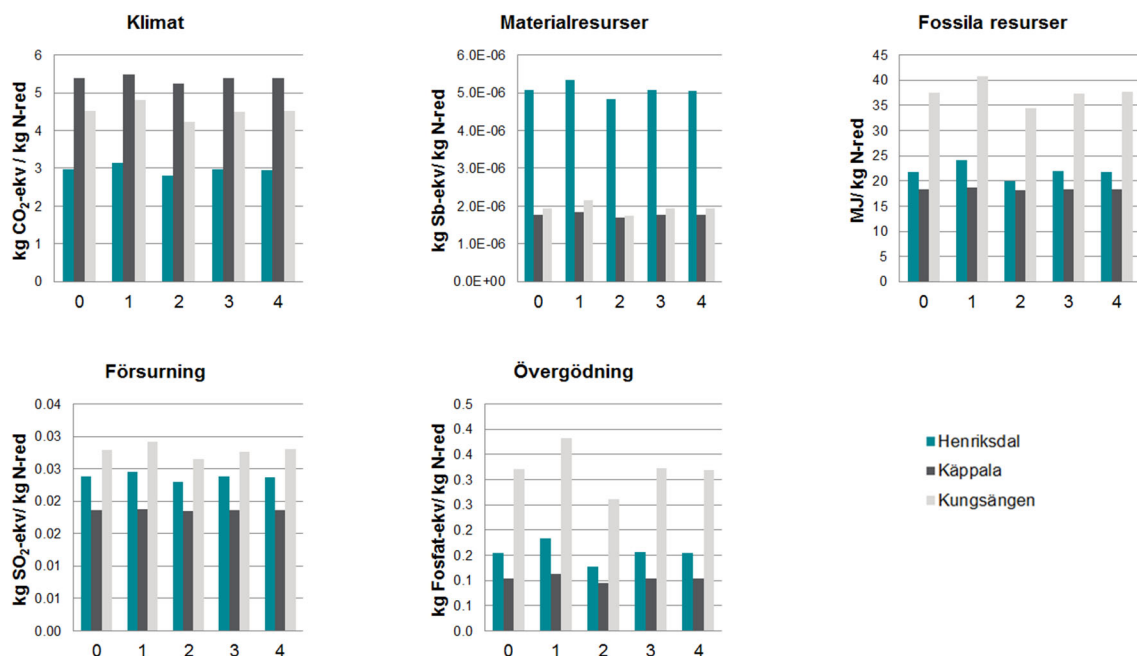 Klimat
kg CO₂-ekv / kg N-red
6
5
4
3
2
1
0
0 1 2 3 4
Materialresurser
kg Sb-ekv/ kg N-red
6.0E-06
5.0E-06
4.0E-06
3.0E-06
2.0E-06
1.0E-06
0.0E+00
0 1 2 3 4
Fossila resurser
MJ/ kg N-red
45
40
35
30
25
20
15
10
5
0
0 1 2 3 4
Försurning
kg SO₂-ekv/ kg N-red
0.04
0.03
0.03
0.02
0.02
0.01
0.01
0.00
0 1 2 3 4
Övergödning
kg Fosfat-ekv/ kg N-red
0.5
0.4
0.4
0.3
0.3
0.2
0.2
0.1
0.1
0.0
0 1 2 3 4
Henriksdal
Käppala
Kungsängen